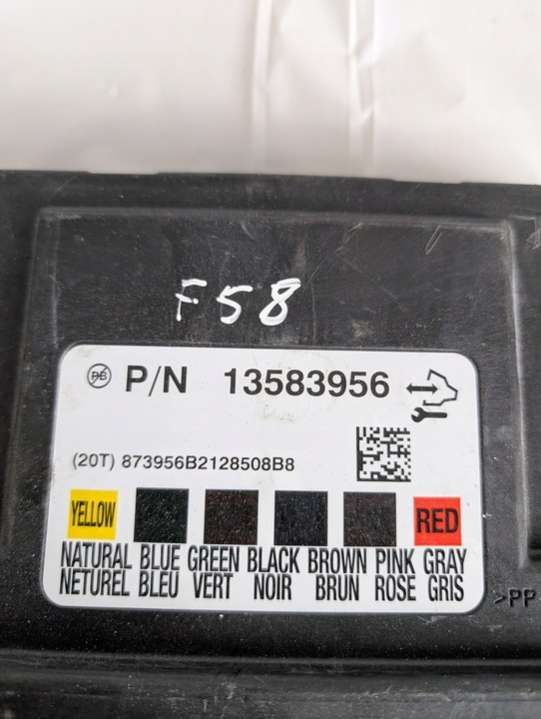 F58
PB P/N 13583956
(20T) 873956B2128508B8
YELLOW RED
NATURAL BLUE GREEN BLACK BROWN PINK GRAY
NETUREL BLEU VERT NOIR BRUN ROSE GRIS
>PP